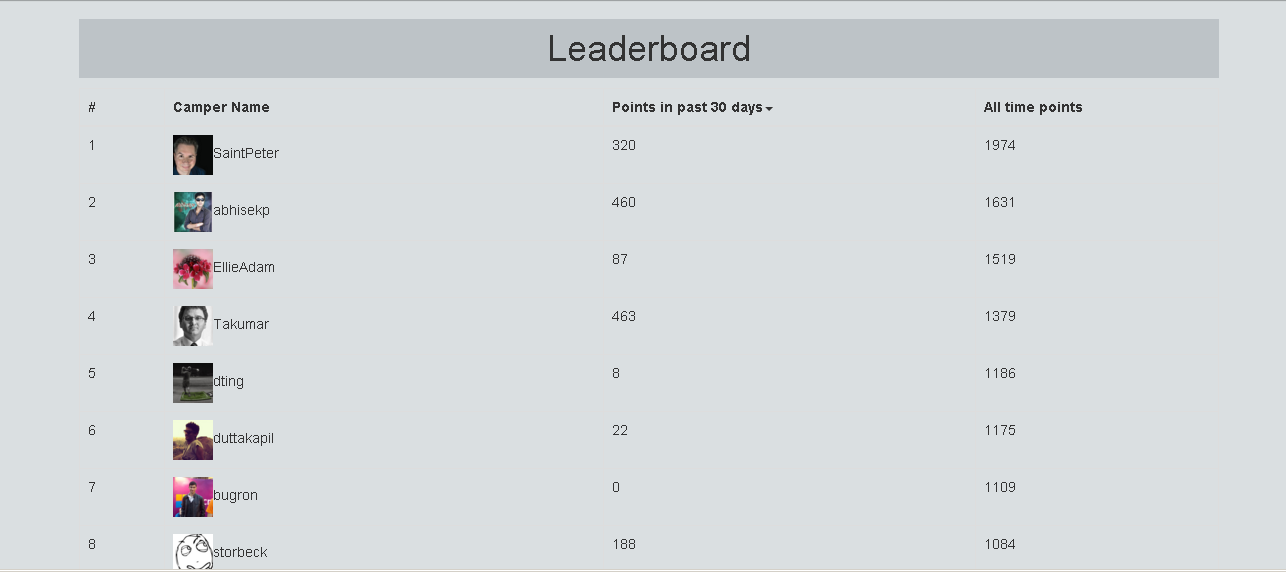 Leaderboard
# Camper Name Points in past 30 days All time points
1 SaintPeter 320 1974
2 abhisekp 460 1631
3 EllieAdam 87 1519
4 Takumar 463 1379
5 dting 8 1186
6 duttakapil 22 1175
7 bugron 0 1109
8 storbeck 188 1084